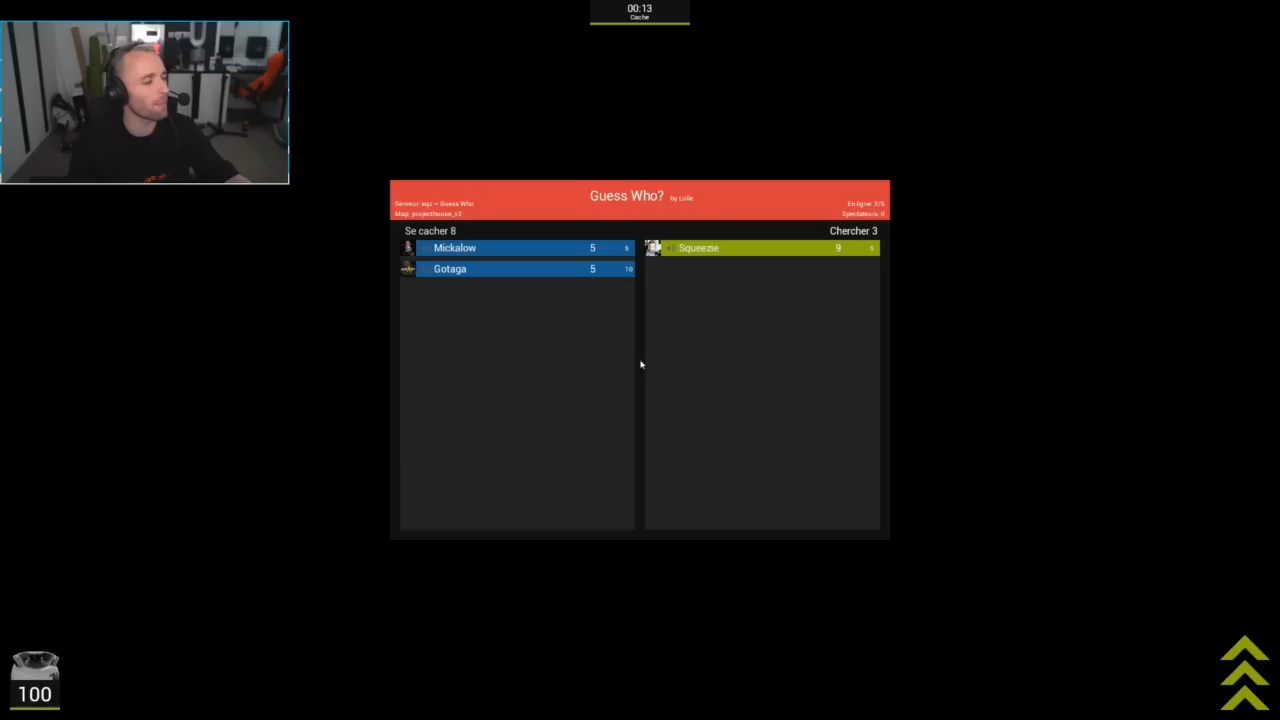 00:13
Cache
Guess Who? by Lolle
Serveur: sqz ~ Guess Who
Map: projecthouse_v2
En ligne: 3/6
Spectateurs: 0
Se cacher 8
Chercher 3
Mickalow 5 5
Squeezie 9 5
Gotaga 5 10
100